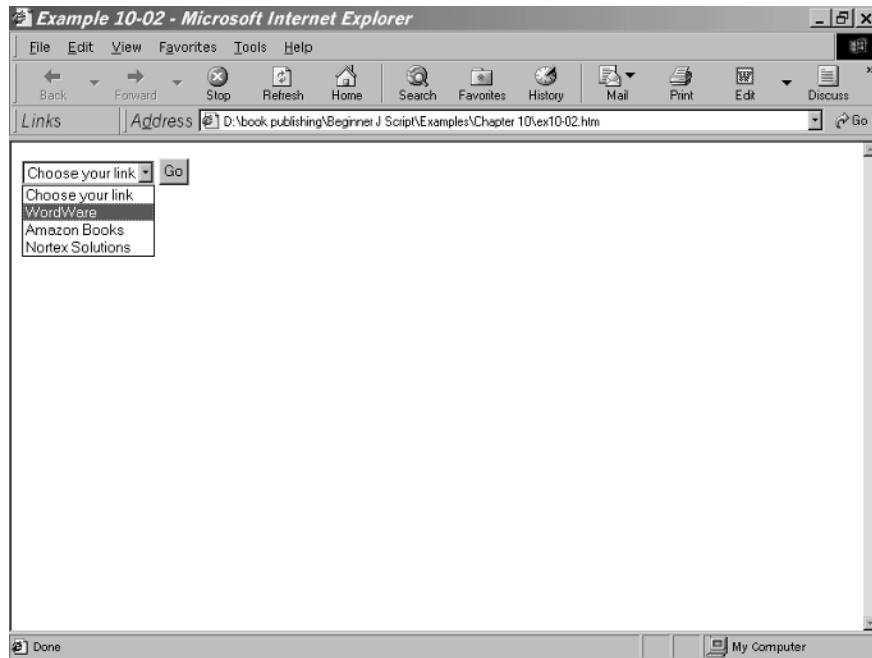 Example 10-02 - Microsoft Internet Explorer
File Edit View Favorites Tools Help
Back Forward Stop Refresh Home Search Favorites History Mail Print Edit Discuss »
Links Address D:\book publishing\Beginner J Script\Examples\Chapter 10\ex10-02.htm Go
Choose your link Go
Choose your link
WordWare
Amazon Books
Nortex Solutions
Done My Computer